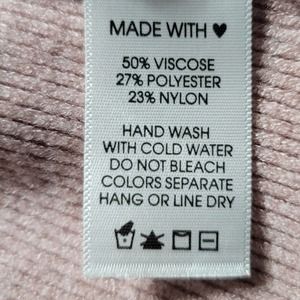 MADE WITH ♥
50% VISCOSE
27% POLYESTER
23% NYLON
HAND WASH
WITH COLD WATER
DO NOT BLEACH
COLORS SEPARATE
HANG OR LINE DRY